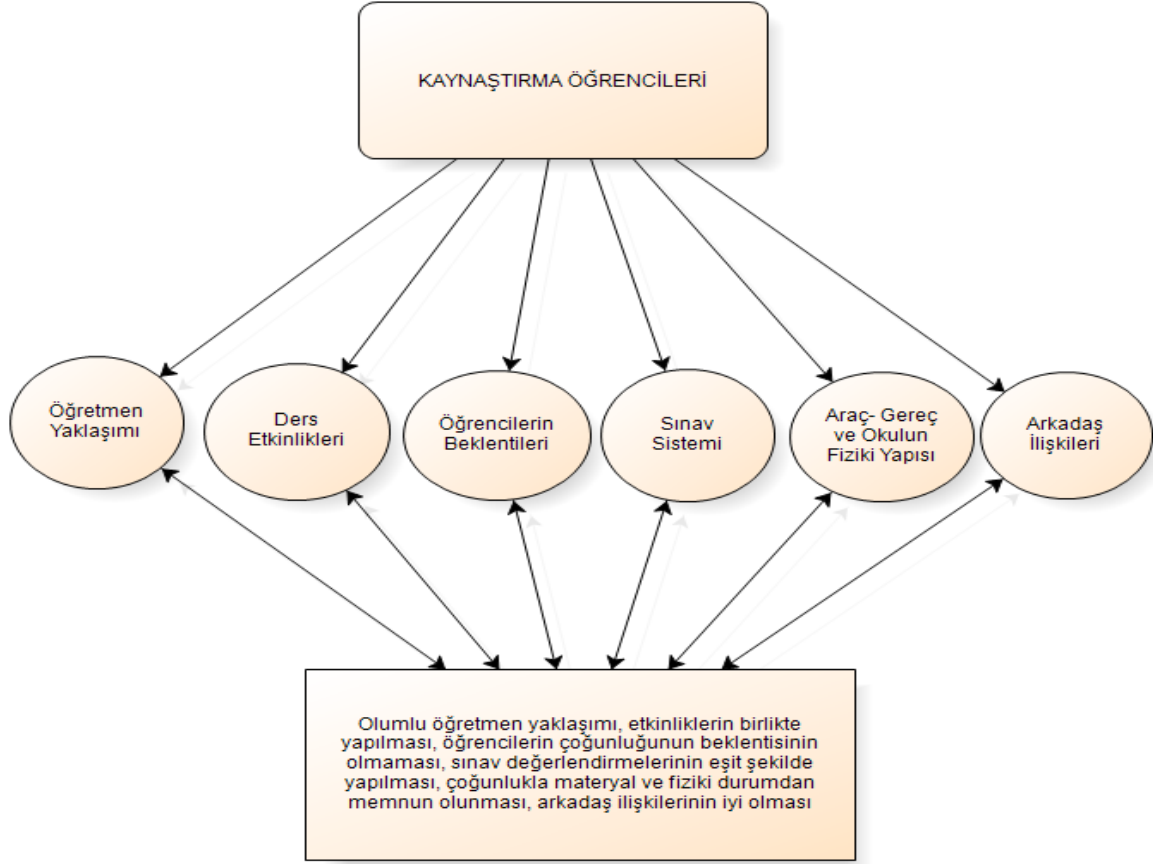 KAYNAŞTIRMA ÖĞRENCİLERİ
Öğretmen
Yaklaşımı
Ders
Etkinlikleri
Öğrencilerin
Beklentileri
Sınav
Sistemi
Araç- Gereç
ve Okulun
Fiziki Yapısı
Arkadaş
İlişkileri
Olumlu öğretmen yaklaşımı, etkinliklerin birlikte
yapılması, öğrencilerin çoğunluğunun beklentisinin
olmaması, sınav değerlendirmelerinin eşit şekilde
yapılması, çoğunlukla materyal ve fiziki durumdan
memnun olunması, arkadaş ilişkilerinin iyi olması